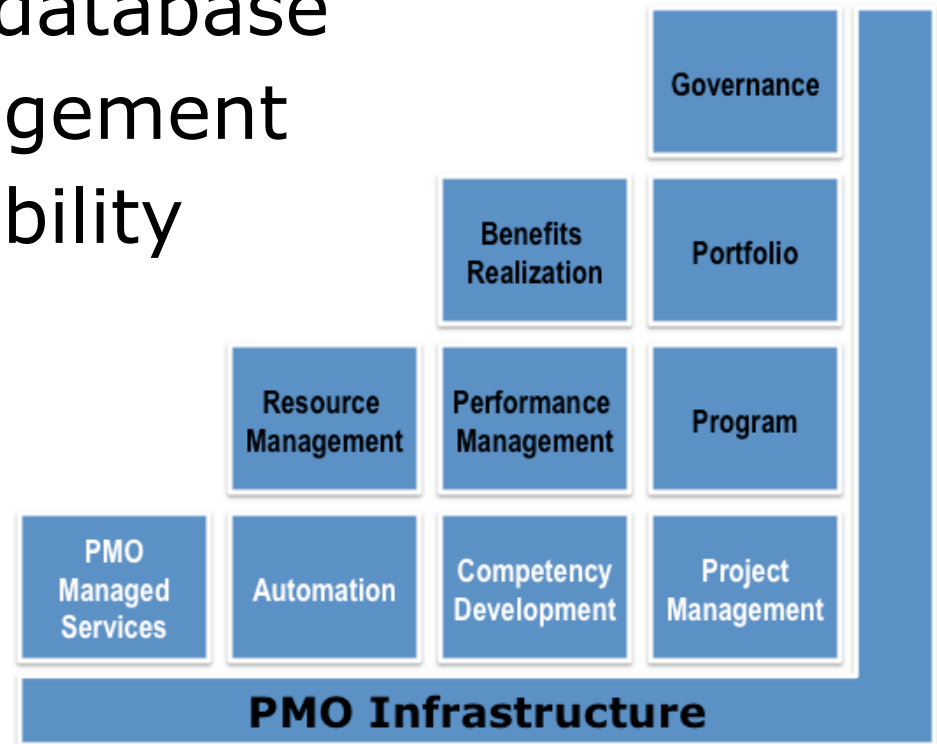 database
gement
bility
Governance
Benefits
Realization
Portfolio
Resource
Management
Performance
Management
Program
PMO
Managed
Services
Automation
Competency
Development
Project
Management
PMO Infrastructure